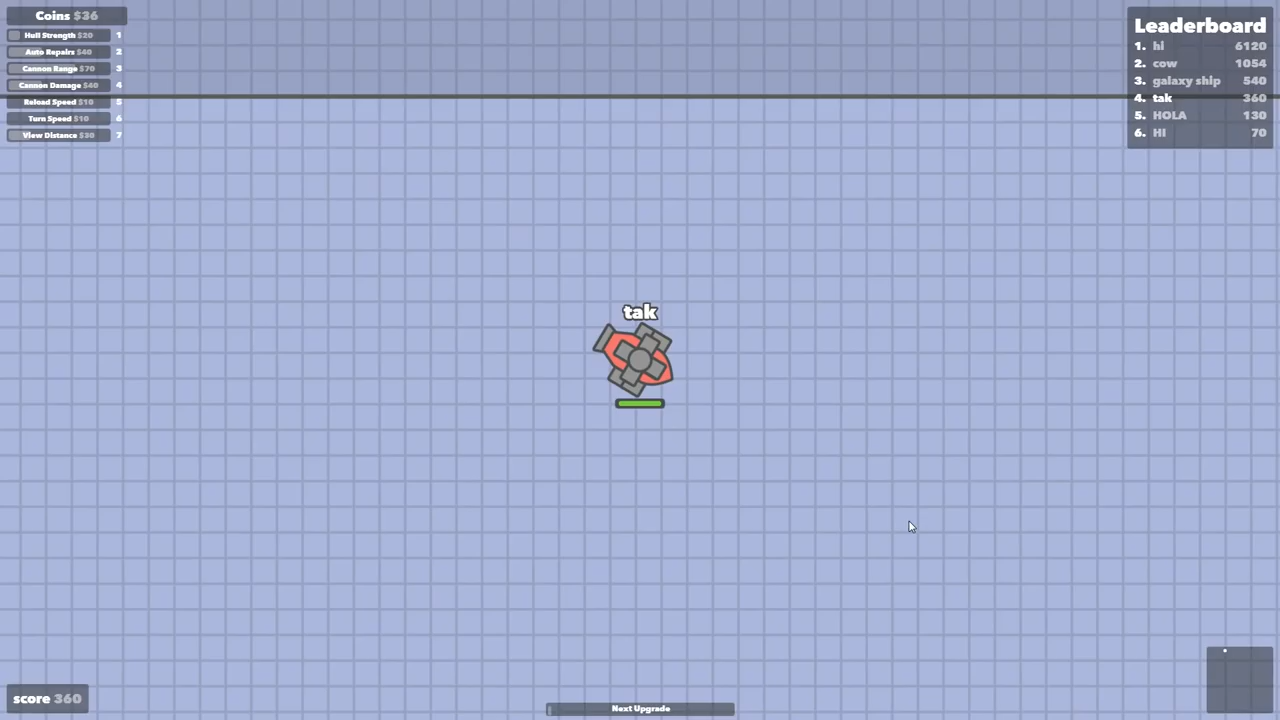 Coins $36
Hull Strength $20 1
Auto Repairs $40 2
Cannon Range $70 3
Cannon Damage $40 4
Reload Speed $10 5
Turn Speed $10 6
View Distance $30 7
Leaderboard
1. hi 6120
2. cow 1054
3. galaxy ship 540
4. tak 360
5. HOLA 130
6. HI 70
tak
score 360
Next Upgrade